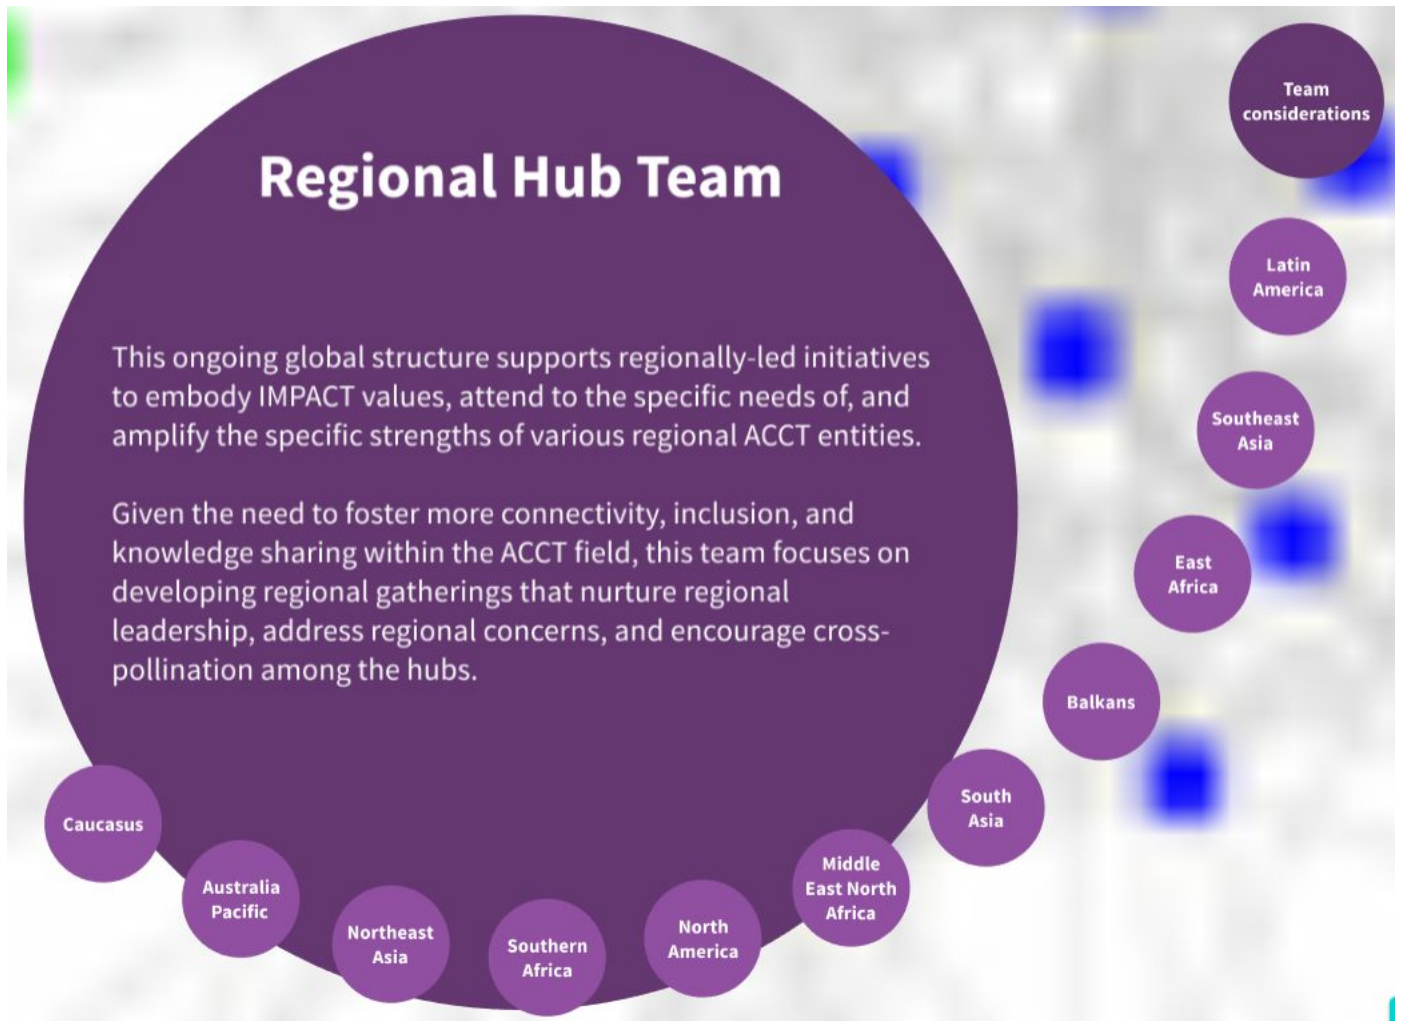 Regional Hub Team
This ongoing global structure supports regionally-led initiatives
to embody IMPACT values, attend to the specific needs of, and
amplify the specific strengths of various regional ACCT entities.
Given the need to foster more connectivity, inclusion, and
knowledge sharing within the ACCT field, this team focuses on
developing regional gatherings that nurture regional
leadership, address regional concerns, and encourage cross-
pollination among the hubs.
Team
considerations
Latin
America
Southeast
Asia
East
Africa
Balkans
South
Asia
Middle
East North
Africa
North
America
Southern
Africa
Northeast
Asia
Australia
Pacific
Caucasus